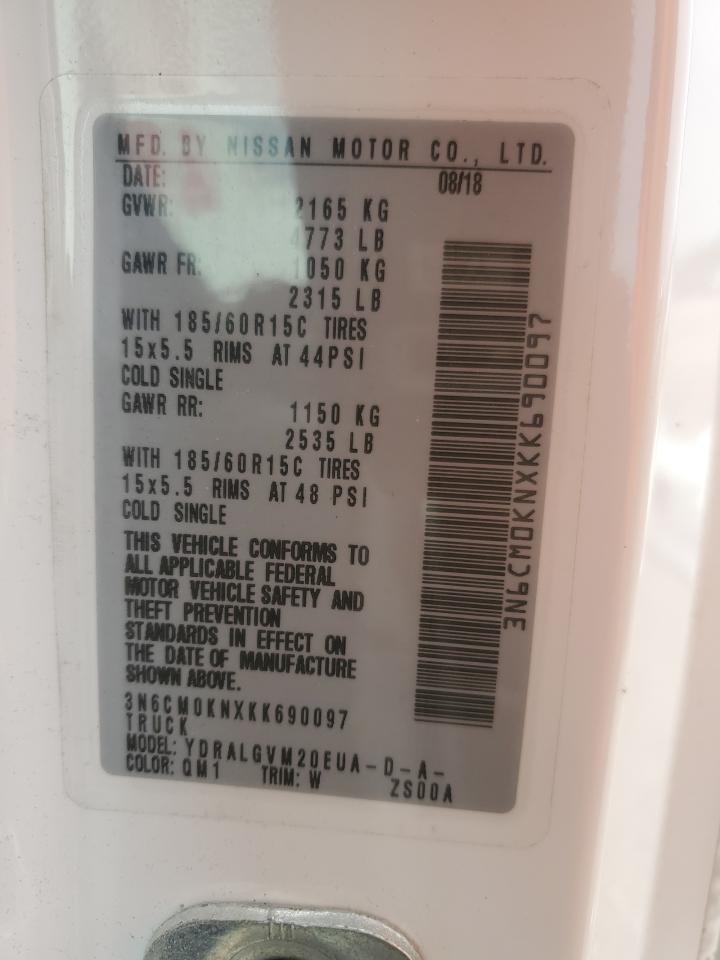 MFD. BY NISSAN MOTOR CO., LTD.
DATE: 08/18
GVWR: 2165 KG
4773 LB
GAWR FR: 1050 KG
2315 LB
WITH 185/60R15C TIRES
15x5.5 RIMS AT 44PSI
COLD SINGLE
GAWR RR: 1150 KG
2535 LB
WITH 185/60R15C TIRES
15x5.5 RIMS AT 48 PSI
COLD SINGLE
THIS VEHICLE CONFORMS TO
ALL APPLICABLE FEDERAL
MOTOR VEHICLE SAFETY AND
THEFT PREVENTION
STANDARDS IN EFFECT ON
THE DATE OF MANUFACTURE
SHOWN ABOVE.
3N6CM0KNXKK690097
TRUCK
MODEL: YDRALGVM20EUA-D-A-
COLOR: QM1 TRIM: W ZS00A
3N6CM0KNXKK690097